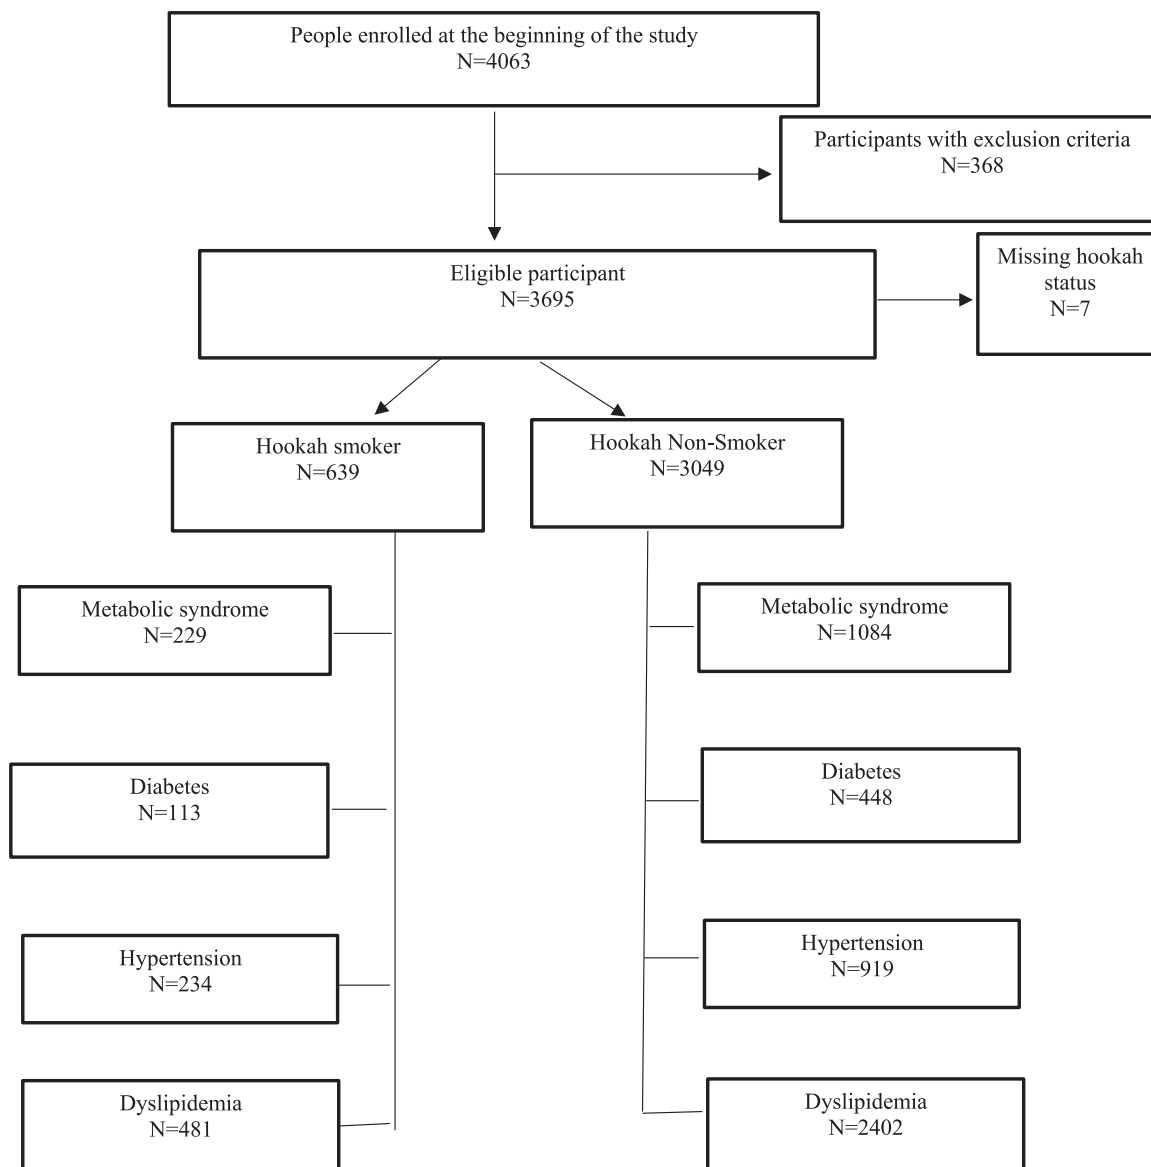 People enrolled at the beginning of the study
N=4063
Participants with exclusion criteria
N=368
Eligible participant
N=3695
Missing hookah
status
N=7
Hookah smoker
N=639
Hookah Non-Smoker
N=3049
Metabolic syndrome
N=229
Metabolic syndrome
N=1084
Diabetes
N=113
Diabetes
N=448
Hypertension
N=234
Hypertension
N=919
Dyslipidemia
N=481
Dyslipidemia
N=2402